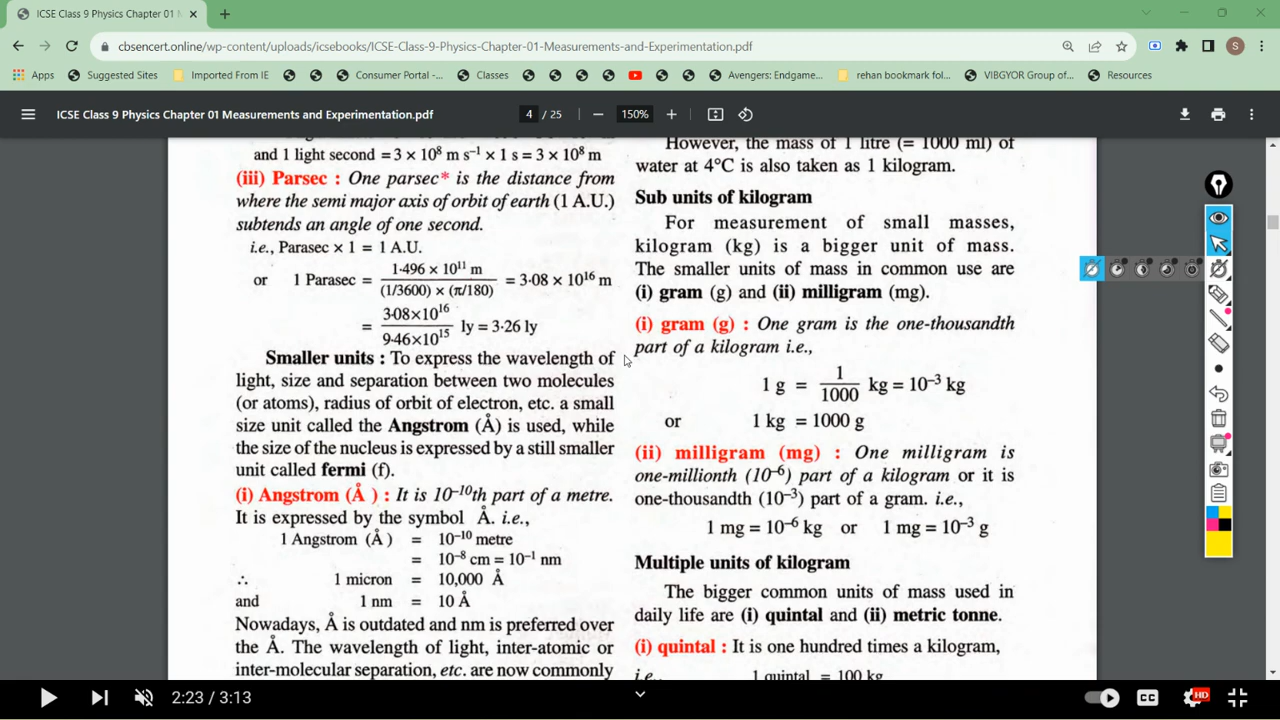 ICSE Class 9 Physics Chapter 01 M
cbsencert.online/wp-content/uploads/icsebooks/ICSE-Class-9-Physics-Chapter-01-Measurements-and-Experimentation.pdf
Apps Suggested Sites Imported From IE Consumer Portal -... Classes Avengers: Endgame... rehan bookmark fol... VIBGYOR Group of... Resources
ICSE Class 9 Physics Chapter 01 Measurements and Experimentation.pdf 4 / 25 150%
and 1 light second = 3 × 10⁸ m s⁻¹ × 1 s = 3 × 10⁸ m
(iii) Parsec : One parsec* is the distance from
where the semi major axis of orbit of earth (1 A.U.)
subtends an angle of one second.
i.e., Parasec × 1 = 1 A.U.
or 1 Parasec = 1·496 × 10¹¹ m / (1/3600) × (π/180) = 3·08 × 10¹⁶ m
= 3·08×10¹⁶ / 9·46×10¹⁵ ly = 3·26 ly
Smaller units : To express the wavelength of
light, size and separation between two molecules
(or atoms), radius of orbit of electron, etc. a small
size unit called the Angstrom (Å) is used, while
the size of the nucleus is expressed by a still smaller
unit called fermi (f).
(i) Angstrom (Å ) : It is 10⁻¹⁰th part of a metre.
It is expressed by the symbol Å. i.e.,
1 Angstrom (Å ) = 10⁻¹⁰ metre
= 10⁻⁸ cm = 10⁻¹ nm
∴ 1 micron = 10,000 Å
and 1 nm = 10 Å
Nowadays, Å is outdated and nm is preferred over
the Å. The wavelength of light, inter-atomic or
inter-molecular separation, etc. are now commonly
However, the mass of 1 litre (= 1000 ml) of
water at 4°C is also taken as 1 kilogram.
Sub units of kilogram
For measurement of small masses,
kilogram (kg) is a bigger unit of mass.
The smaller units of mass in common use are
(i) gram (g) and (ii) milligram (mg).
(i) gram (g) : One gram is the one-thousandth
part of a kilogram i.e.,
1 g = 1/1000 kg = 10⁻³ kg
or 1 kg = 1000 g
(ii) milligram (mg) : One milligram is
one-millionth (10⁻⁶) part of a kilogram or it is
one-thousandth (10⁻³) part of a gram. i.e.,
1 mg = 10⁻⁶ kg or 1 mg = 10⁻³ g
Multiple units of kilogram
The bigger common units of mass used in
daily life are (i) quintal and (ii) metric tonne.
(i) quintal : It is one hundred times a kilogram,
i.e. 1 quintal = 100 kg
S
2:23 / 3:13
CC
HD